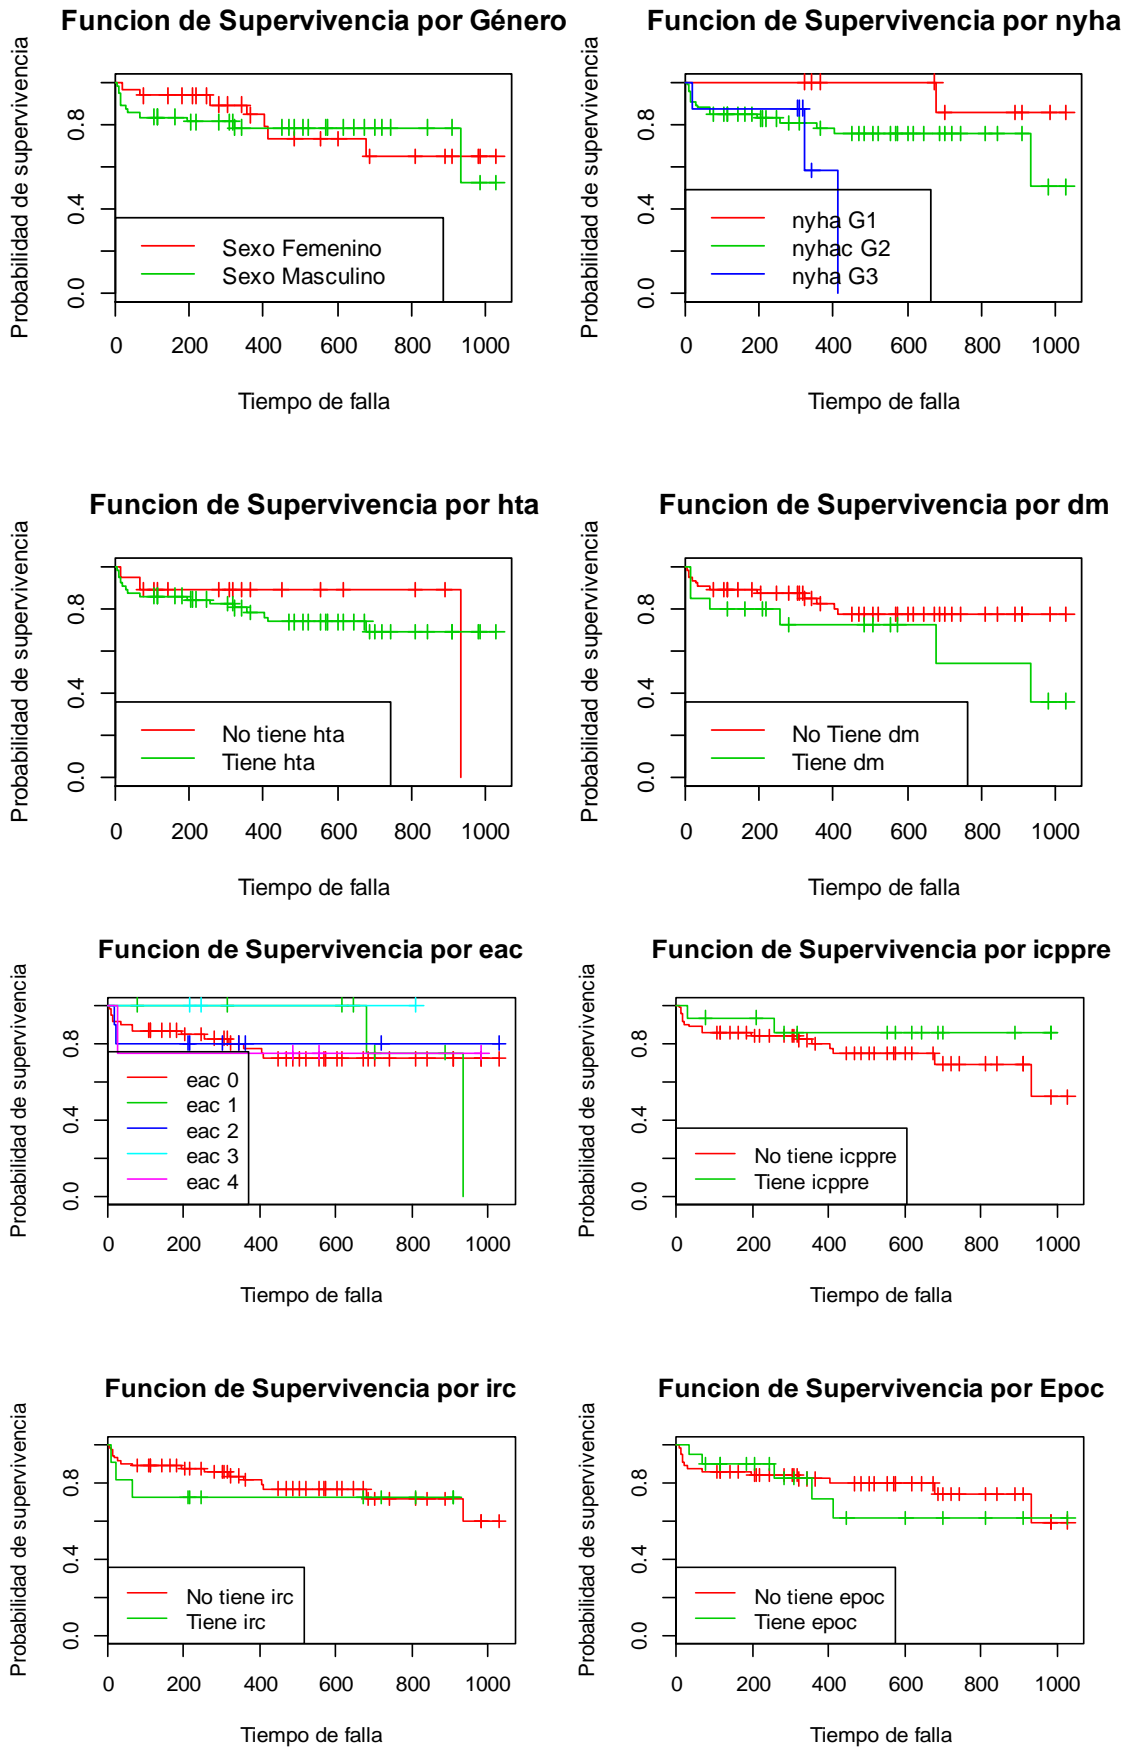 Funcion de Supervivencia por Género
Probabilidad de supervivencia
0.0 0.4 0.8
Sexo Femenino
Sexo Masculino
0 200 400 600 800 1000
Tiempo de falla
Funcion de Supervivencia por nyha
Probabilidad de supervivencia
0.0 0.4 0.8
nyha G1
nyhac G2
nyha G3
0 200 400 600 800 1000
Tiempo de falla
Funcion de Supervivencia por hta
Probabilidad de supervivencia
0.0 0.4 0.8
No tiene hta
Tiene hta
0 200 400 600 800 1000
Tiempo de falla
Funcion de Supervivencia por dm
Probabilidad de supervivencia
0.0 0.4 0.8
No Tiene dm
Tiene dm
0 200 400 600 800 1000
Tiempo de falla
Funcion de Supervivencia por eac
Probabilidad de supervivencia
0.0 0.4 0.8
eac 0
eac 1
eac 2
eac 3
eac 4
0 200 400 600 800 1000
Tiempo de falla
Funcion de Supervivencia por icppre
Probabilidad de supervivencia
0.0 0.4 0.8
No tiene icppre
Tiene icppre
0 200 400 600 800 1000
Tiempo de falla
Funcion de Supervivencia por irc
Probabilidad de supervivencia
0.0 0.4 0.8
No tiene irc
Tiene irc
0 200 400 600 800 1000
Tiempo de falla
Funcion de Supervivencia por Epoc
Probabilidad de supervivencia
0.0 0.4 0.8
No tiene epoc
Tiene epoc
0 200 400 600 800 1000
Tiempo de falla